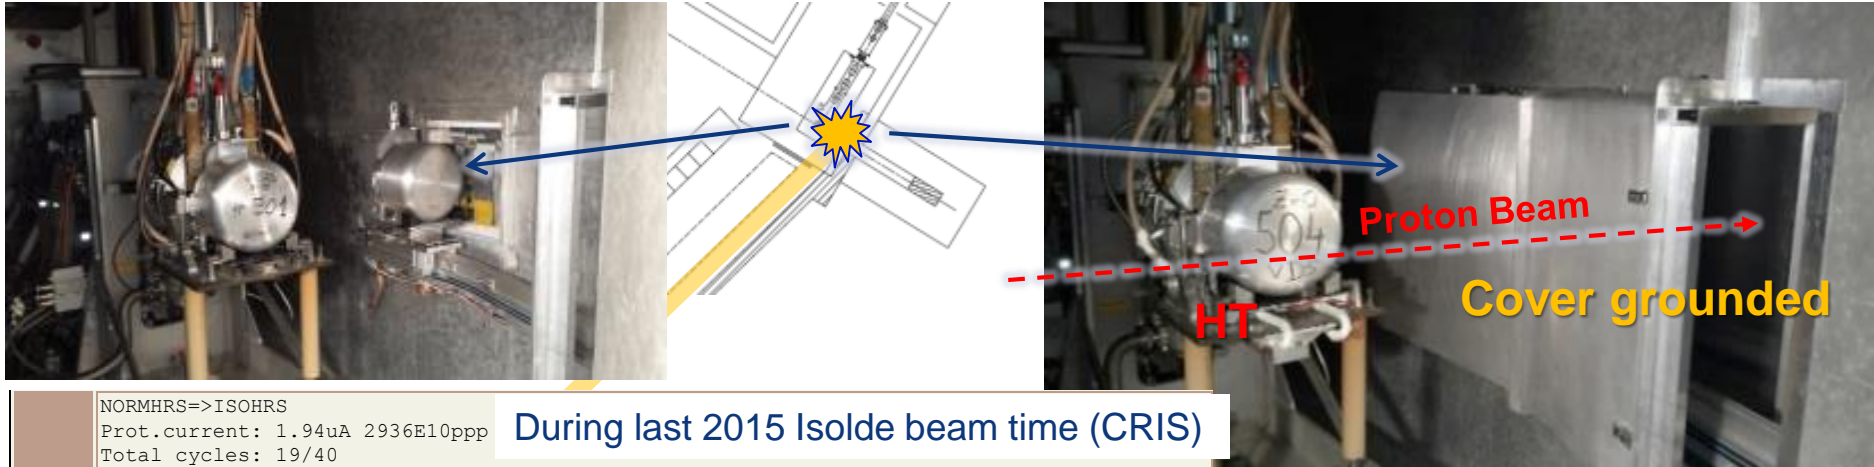 504
Proton Beam
HT
Cover grounded
NORMHRS=>ISOHRS
Prot.current: 1.94uA 2936E10ppp
Total cycles: 19/40
During last 2015 Isolde beam time (CRIS)